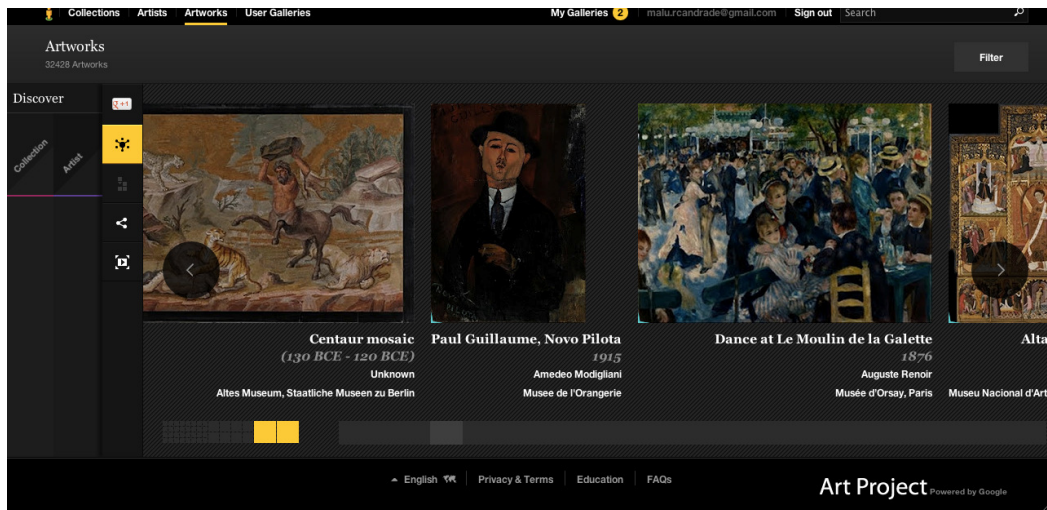 Collections Artists Artworks User Galleries My Galleries 2 malu.rcandrade@gmail.com Sign out Search
Artworks
32428 Artworks
Filter
Discover
g +1
Collection
Artist
Centaur mosaic
(130 BCE - 120 BCE)
Unknown
Altes Museum, Staatliche Museen zu Berlin
Paul Guillaume, Novo Pilota
1915
Amedeo Modigliani
Musee de l'Orangerie
Dance at Le Moulin de la Galette
1876
Auguste Renoir
Musée d'Orsay, Paris
Alta
Museu Nacional d'Art
English Privacy & Terms Education FAQs
Art Project Powered by Google